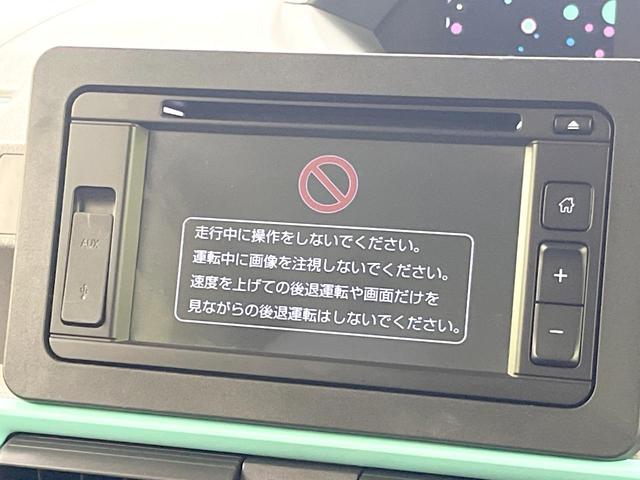 走行中に操作をしないでください。
運転中に画像を注視しないでください。
速度を上げての後退運転や画面だけを
見ながらの後退運転はしないでください。
AUX